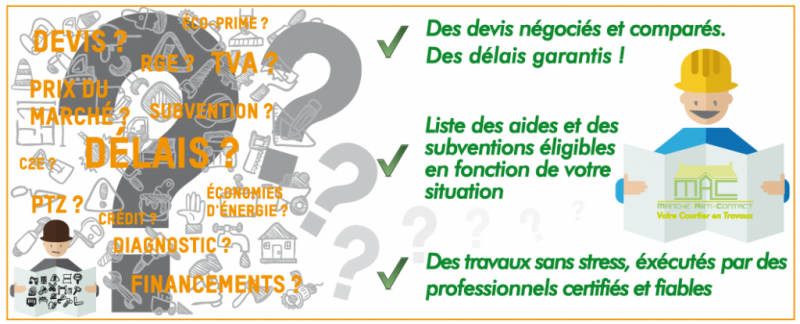 ÉCO-PRIME ?
DEVIS ?
RGE ?
TVA ?
PRIX DU
MARCHÉ ?
SUBVENTION ?
DÉLAIS ?
C2E ?
PTZ ?
ÉCONOMIES
D'ÉNERGIE ?
CRÉDIT ?
DIAGNOSTIC ?
FINANCEMENTS ?
Des devis négociés et comparés.
Des délais garantis !
Liste des aides et des
subventions éligibles
en fonction de votre
situation
Des travaux sans stress, éxécutés par des
professionnels certifiés et fiables
MAC
MANCHE ARTI-CONTACT
Votre Courtier en Travaux